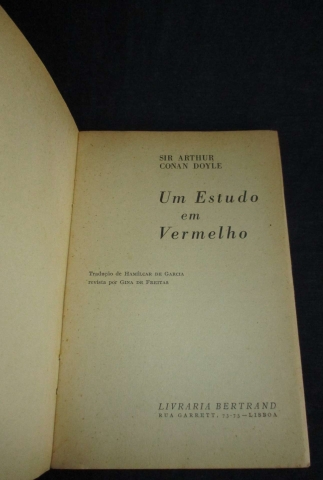 SIR ARTHUR
CONAN DOYLE
Um Estudo
em
Vermelho
Tradução de HAMÍLCAR DE GARCIA
revista por GINA DE FREITAS
LIVRARIA BERTRAND
RUA GARRETT, 73-75—LISBOA